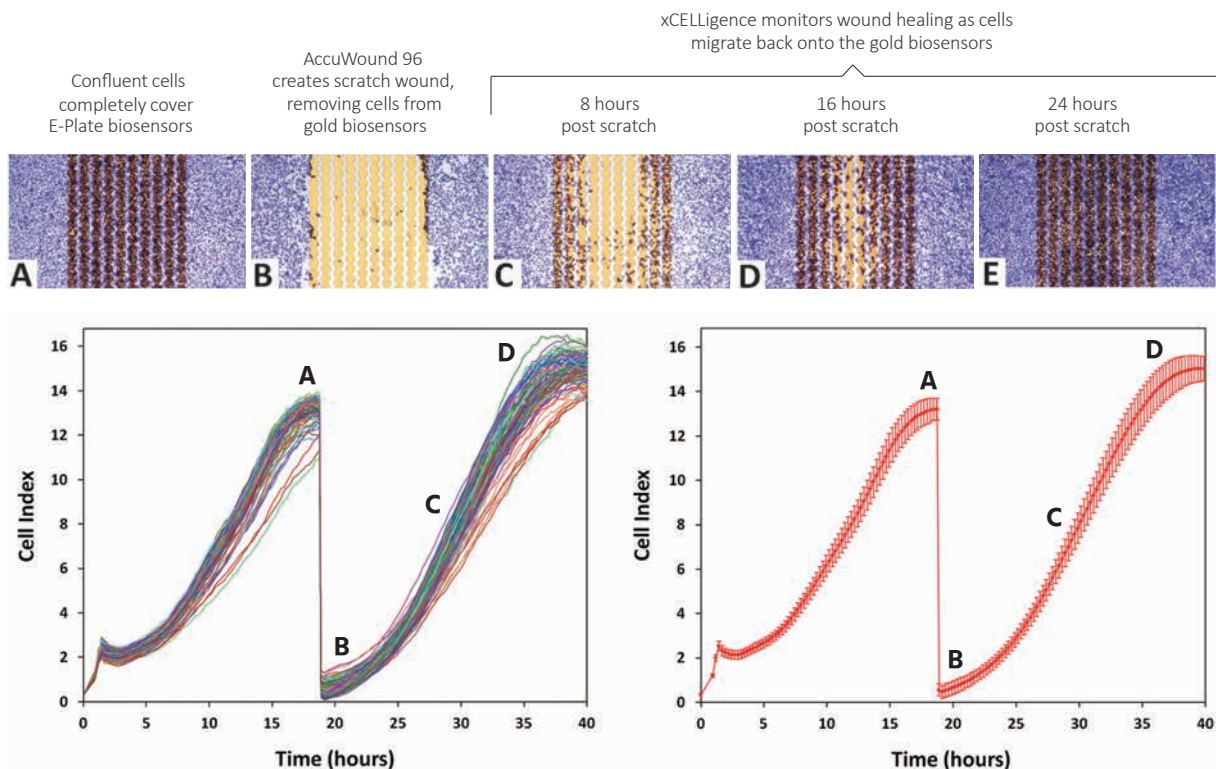 xCELLigence monitors wound healing as cells
migrate back onto the gold biosensors
Confluent cells
completely cover
E-Plate biosensors
AccuWound 96
creates scratch wound,
removing cells from
gold biosensors
8 hours
post scratch
16 hours
post scratch
24 hours
post scratch
A
B
C
D
E
Cell Index
16
14
12
10
8
6
4
2
0
A
B
C
D
0 5 10 15 20 25 30 35 40
Time (hours)
Cell Index
16
14
12
10
8
6
4
2
0
A
B
C
D
0 5 10 15 20 25 30 35 40
Time (hours)